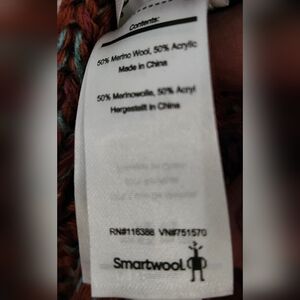 Contents:
50% Merino Wool, 50% Acrylic
Made in China
50% Merinowolle, 50% Acryl
Hergestellt in China
RN#118386 VN#751570
Smartwool